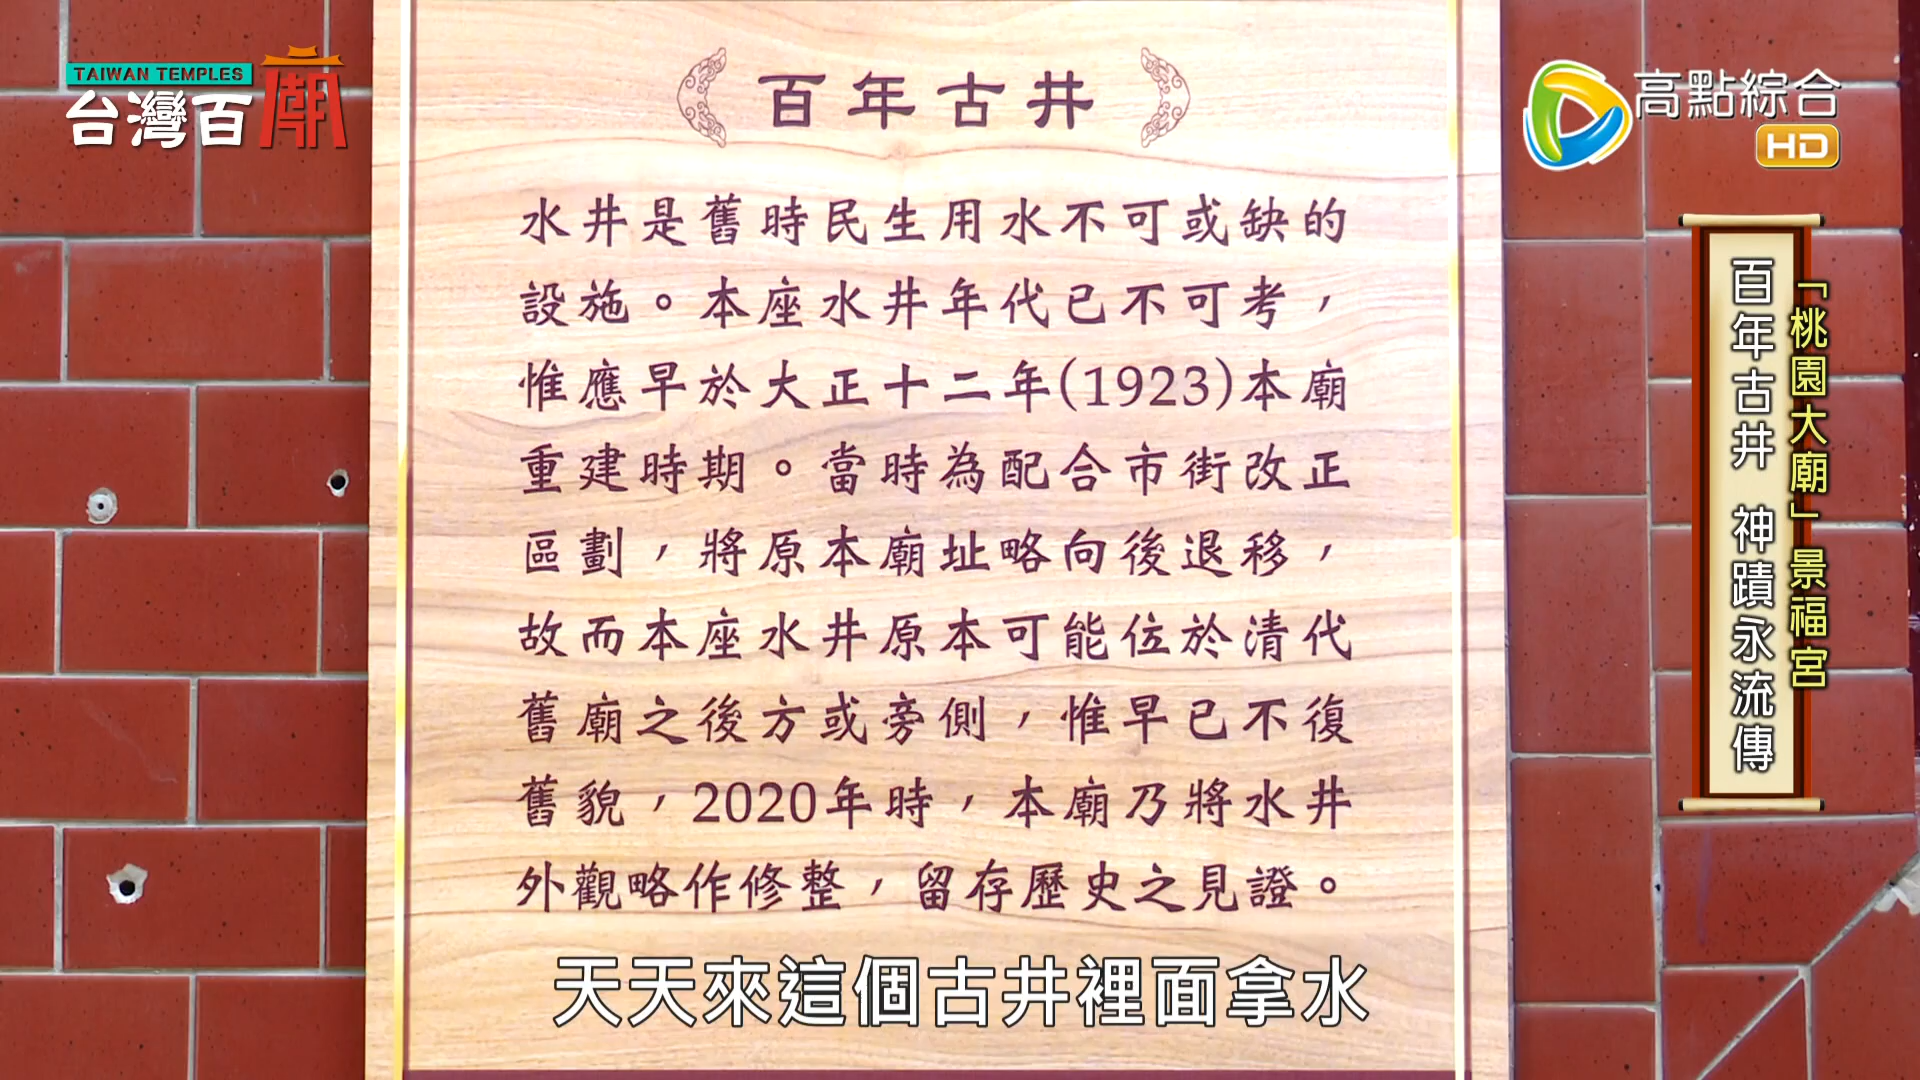 TAIWAN TEMPLES
台灣百廟
高點綜合
HD
「桃園大廟」景福宮
百年古井 神蹟永流傳
百年古井
水井是舊時民生用水不可或缺的
設施。本座水井年代已不可考，
惟應早於大正十二年(1923)本廟
重建時期。當時為配合市街改正
區劃，將原本廟址略向後退移，
故而本座水井原本可能位於清代
舊廟之後方或旁側，惟早已不復
舊貌，2020年時，本廟乃將水井
外觀略作修整，留存歷史之見證。
天天來這個古井裡面拿水